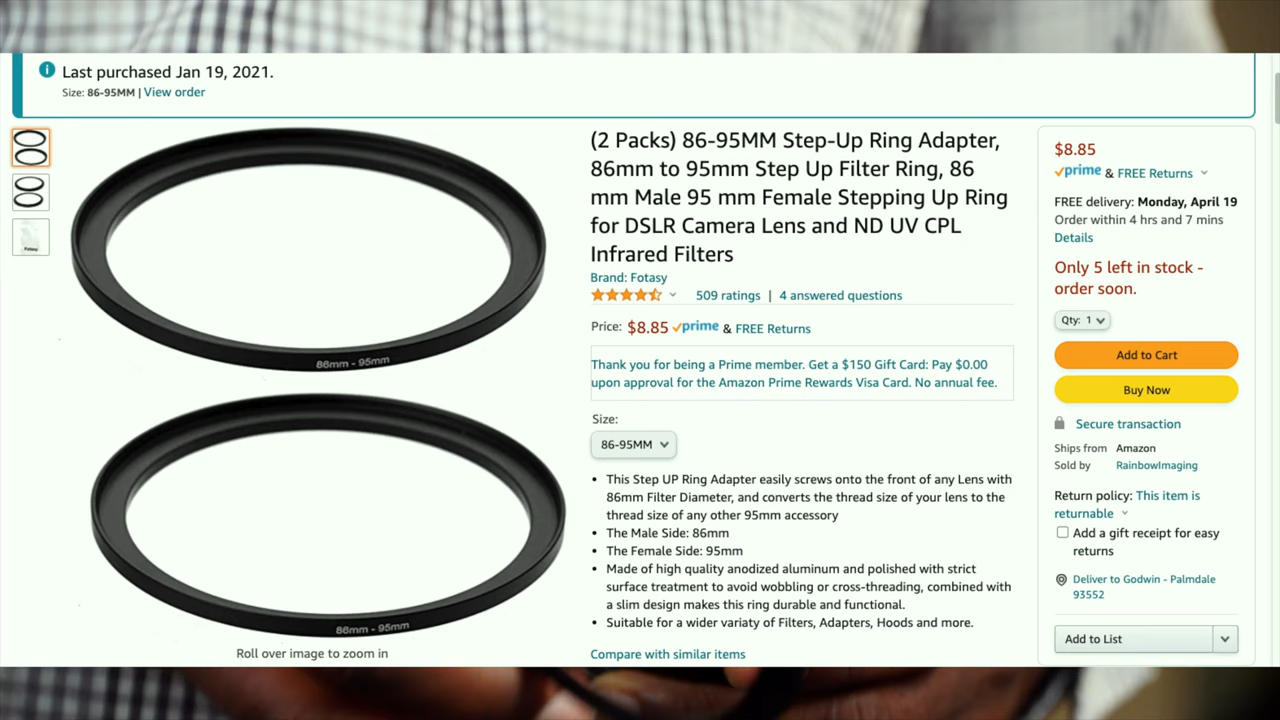 Last purchased Jan 19, 2021.
Size: 86-95MM | View order
(2 Packs) 86-95MM Step-Up Ring Adapter,
86mm to 95mm Step Up Filter Ring, 86
mm Male 95 mm Female Stepping Up Ring
for DSLR Camera Lens and ND UV CPL
Infrared Filters
Brand: Fotasy
509 ratings | 4 answered questions
Price: $8.85 prime & FREE Returns
Thank you for being a Prime member. Get a $150 Gift Card: Pay $0.00
upon approval for the Amazon Prime Rewards Visa Card. No annual fee.
Size:
86-95MM
This Step UP Ring Adapter easily screws onto the front of any Lens with
86mm Filter Diameter, and converts the thread size of your lens to the
thread size of any other 95mm accessory
The Male Side: 86mm
The Female Side: 95mm
Made of high quality anodized aluminum and polished with strict
surface treatment to avoid wobbling or cross-threading, combined with
a slim design makes this ring durable and functional.
Suitable for a wider variaty of Filters, Adapters, Hoods and more.
Compare with similar items
86mm - 95mm
86mm - 95mm
Fotasy
Roll over image to zoom in
$8.85
prime & FREE Returns
FREE delivery: Monday, April 19
Order within 4 hrs and 7 mins
Details
Only 5 left in stock -
order soon.
Qty: 1
Add to Cart
Buy Now
Secure transaction
Ships from Amazon
Sold by RainbowImaging
Return policy: This item is
returnable
Add a gift receipt for easy
returns
Deliver to Godwin - Palmdale
93552
Add to List